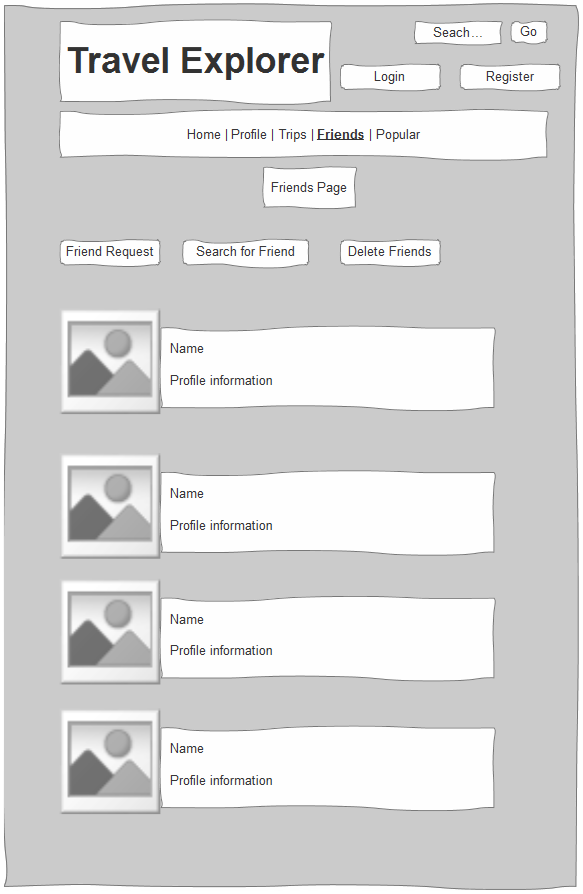 Travel Explorer
Seach...
Go
Login
Register
Home | Profile | Trips | Friends | Popular
Friends Page
Friend Request
Search for Friend
Delete Friends
Name
Profile information
Name
Profile information
Name
Profile information
Name
Profile information